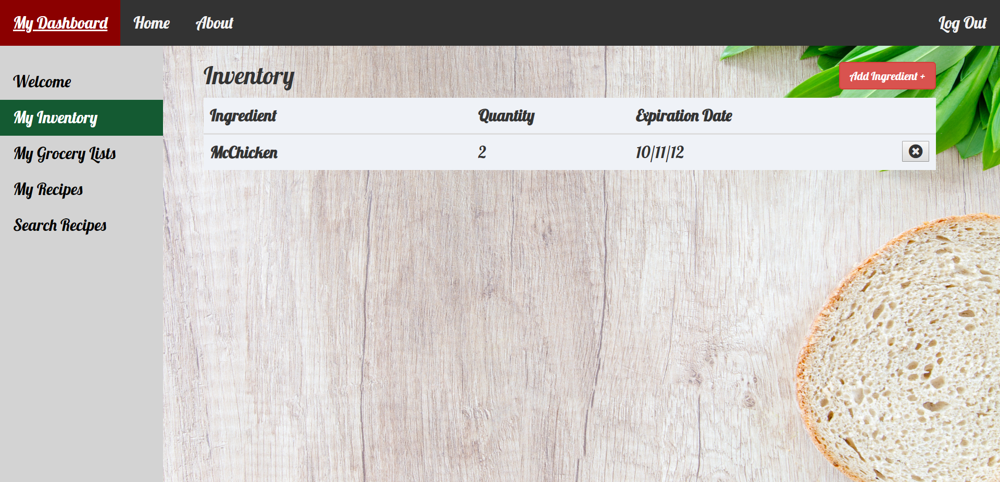 My Dashboard Home About Log Out
Welcome
My Inventory
My Grocery Lists
My Recipes
Search Recipes
Inventory
Add Ingredient +
Ingredient Quantity Expiration Date
McChicken 2 10/11/12